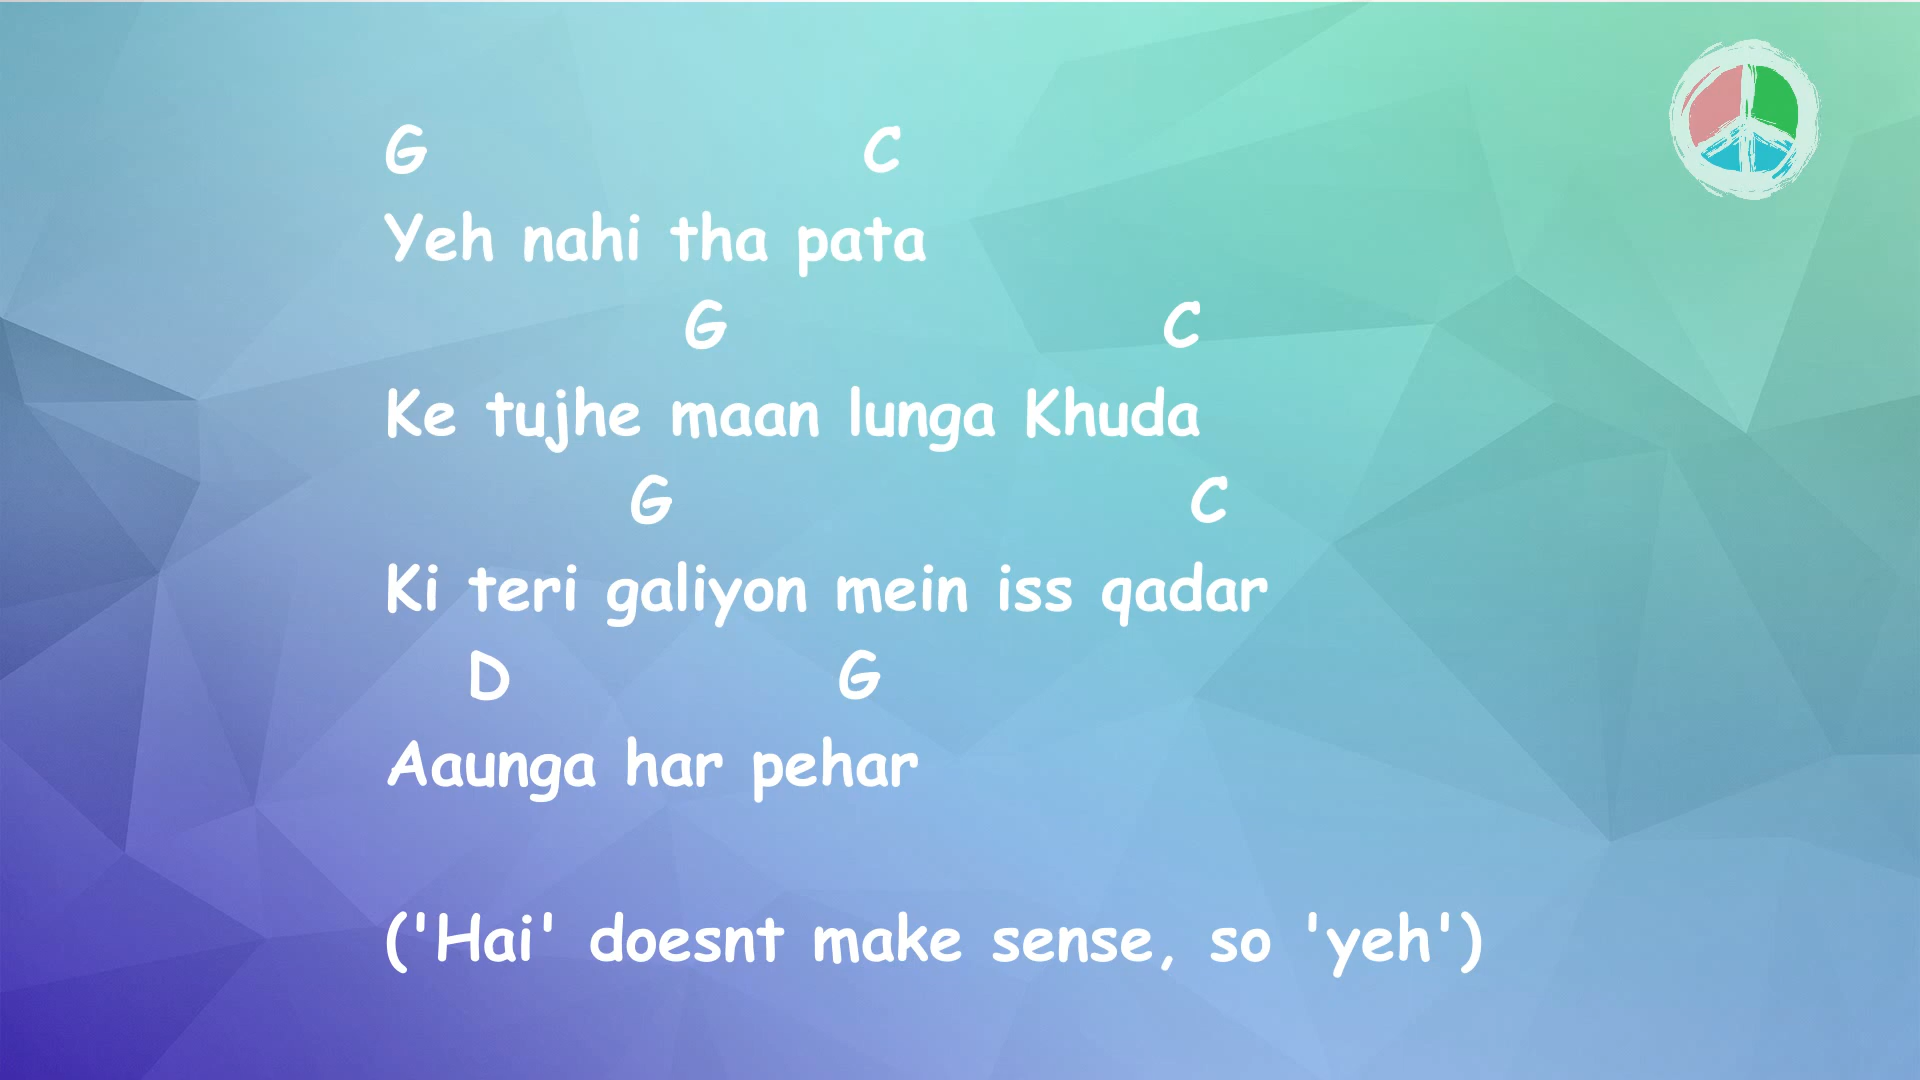 G C
Yeh nahi tha pata
G C
Ke tujhe maan lunga Khuda
G C
Ki teri galiyon mein iss qadar
D G
Aaunga har pehar
('Hai' doesnt make sense, so 'yeh')